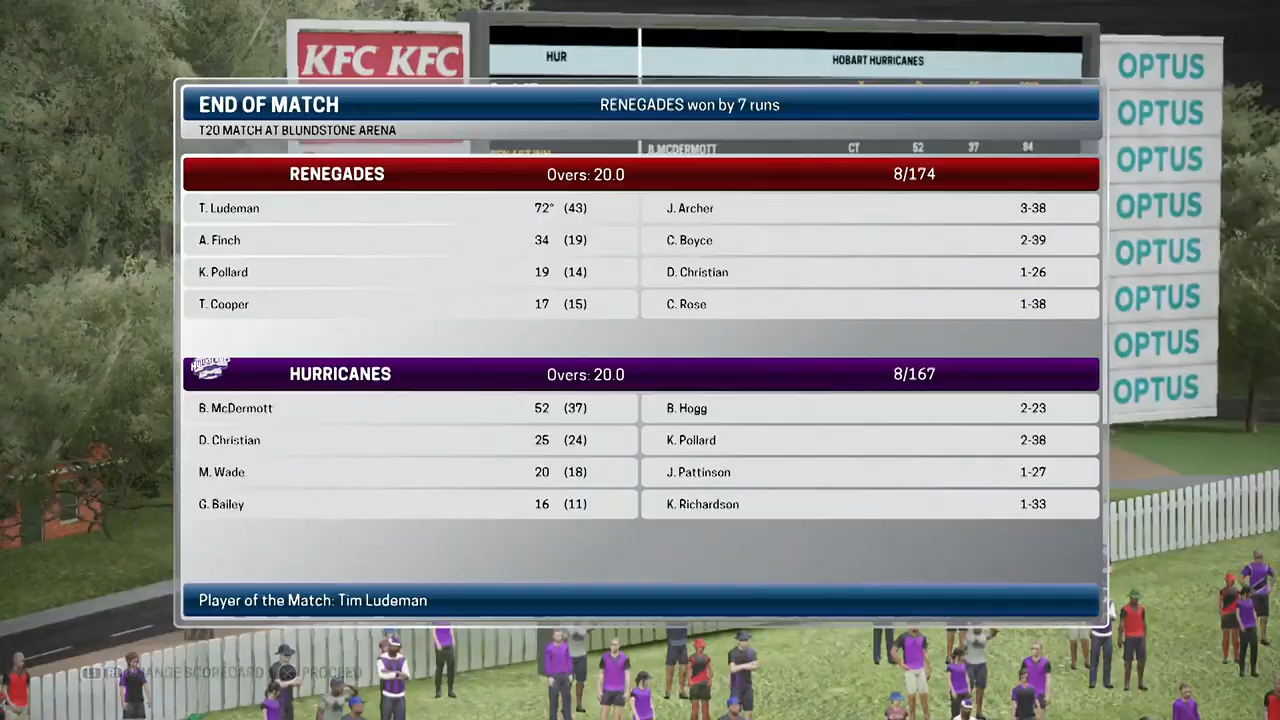 KFC KFC
HUR HOBART HURRICANES
B.MCDERMOTT CT 52 37 84
END OF MATCH RENEGADES won by 7 runs
T20 MATCH AT BLUNDSTONE ARENA
RENEGADES Overs: 20.0 8/174
T. Ludeman 72* (43) J. Archer 3-38
A. Finch 34 (19) C. Boyce 2-39
K. Pollard 19 (14) D. Christian 1-26
T. Cooper 17 (15) C. Rose 1-38
HURRICANES Overs: 20.0 8/167
B. McDermott 52 (37) B. Hogg 2-23
D. Christian 25 (24) K. Pollard 2-38
M. Wade 20 (18) J. Pattinson 1-27
G. Bailey 16 (11) K. Richardson 1-33
Player of the Match: Tim Ludeman
CHANGE SCORECARD PROCEED
OPTUS
OPTUS
OPTUS
OPTUS
OPTUS
OPTUS
OPTUS
OPTUS